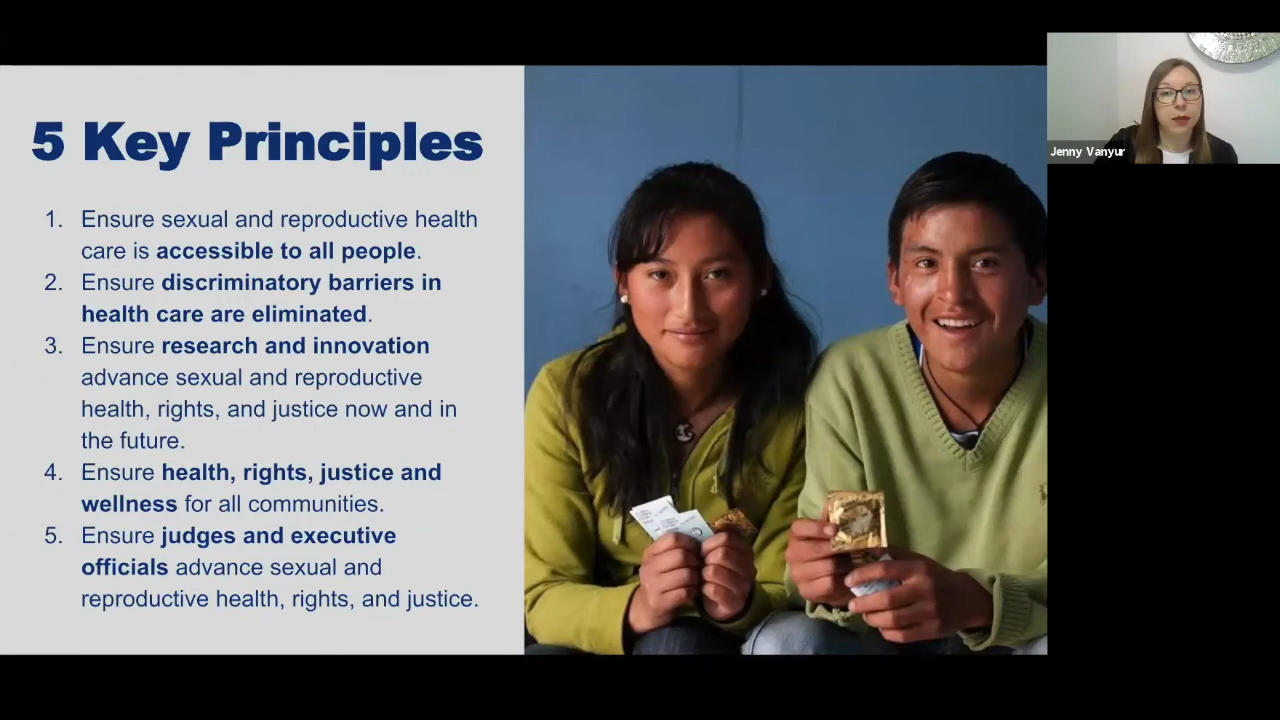 5 Key Principles
1. Ensure sexual and reproductive health
care is accessible to all people.
2. Ensure discriminatory barriers in
health care are eliminated.
3. Ensure research and innovation
advance sexual and reproductive
health, rights, and justice now and in
the future.
4. Ensure health, rights, justice and
wellness for all communities.
5. Ensure judges and executive
officials advance sexual and
reproductive health, rights, and justice.
Jenny Vanyur